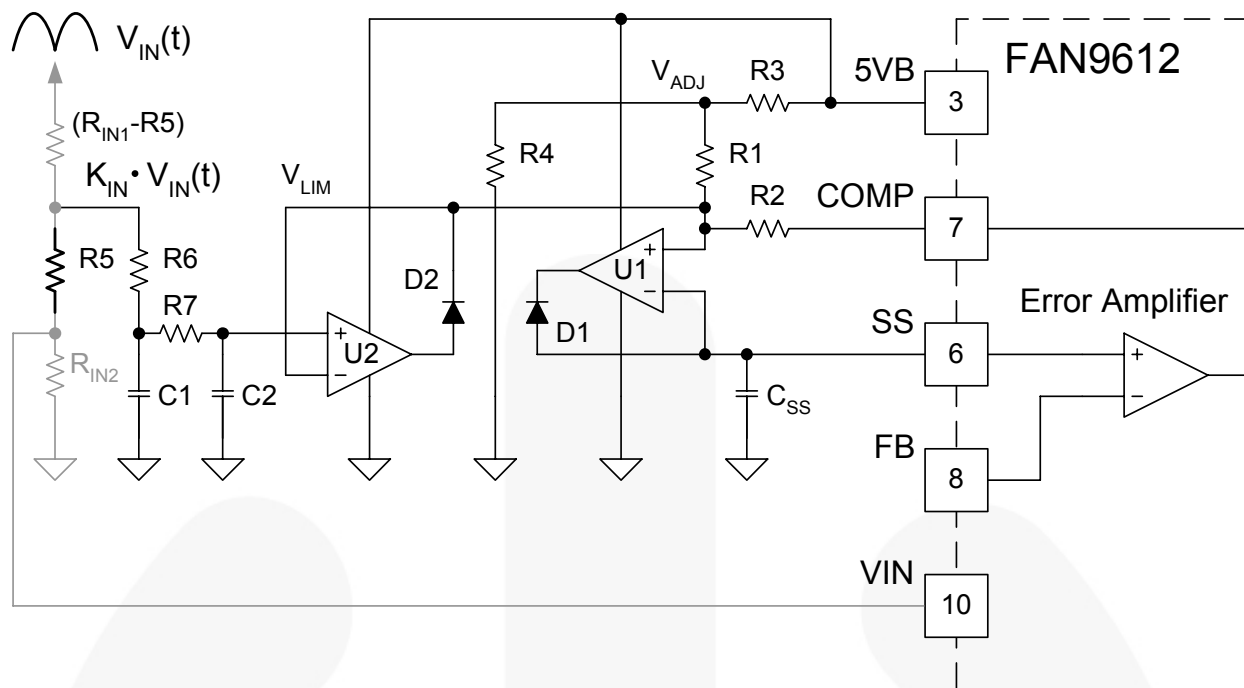 V_IN(t)
FAN9612
5VB
3
V_ADJ
R3
(R_IN1-R5)
R4
R1
K_IN • V_IN(t)
V_LIM
R2
COMP
7
R5
R6
D2
+
U1
−
Error Amplifier
R7
D1
SS
6
+
−
R_IN2
+
U2
−
C1
C2
C_SS
FB
8
VIN
10